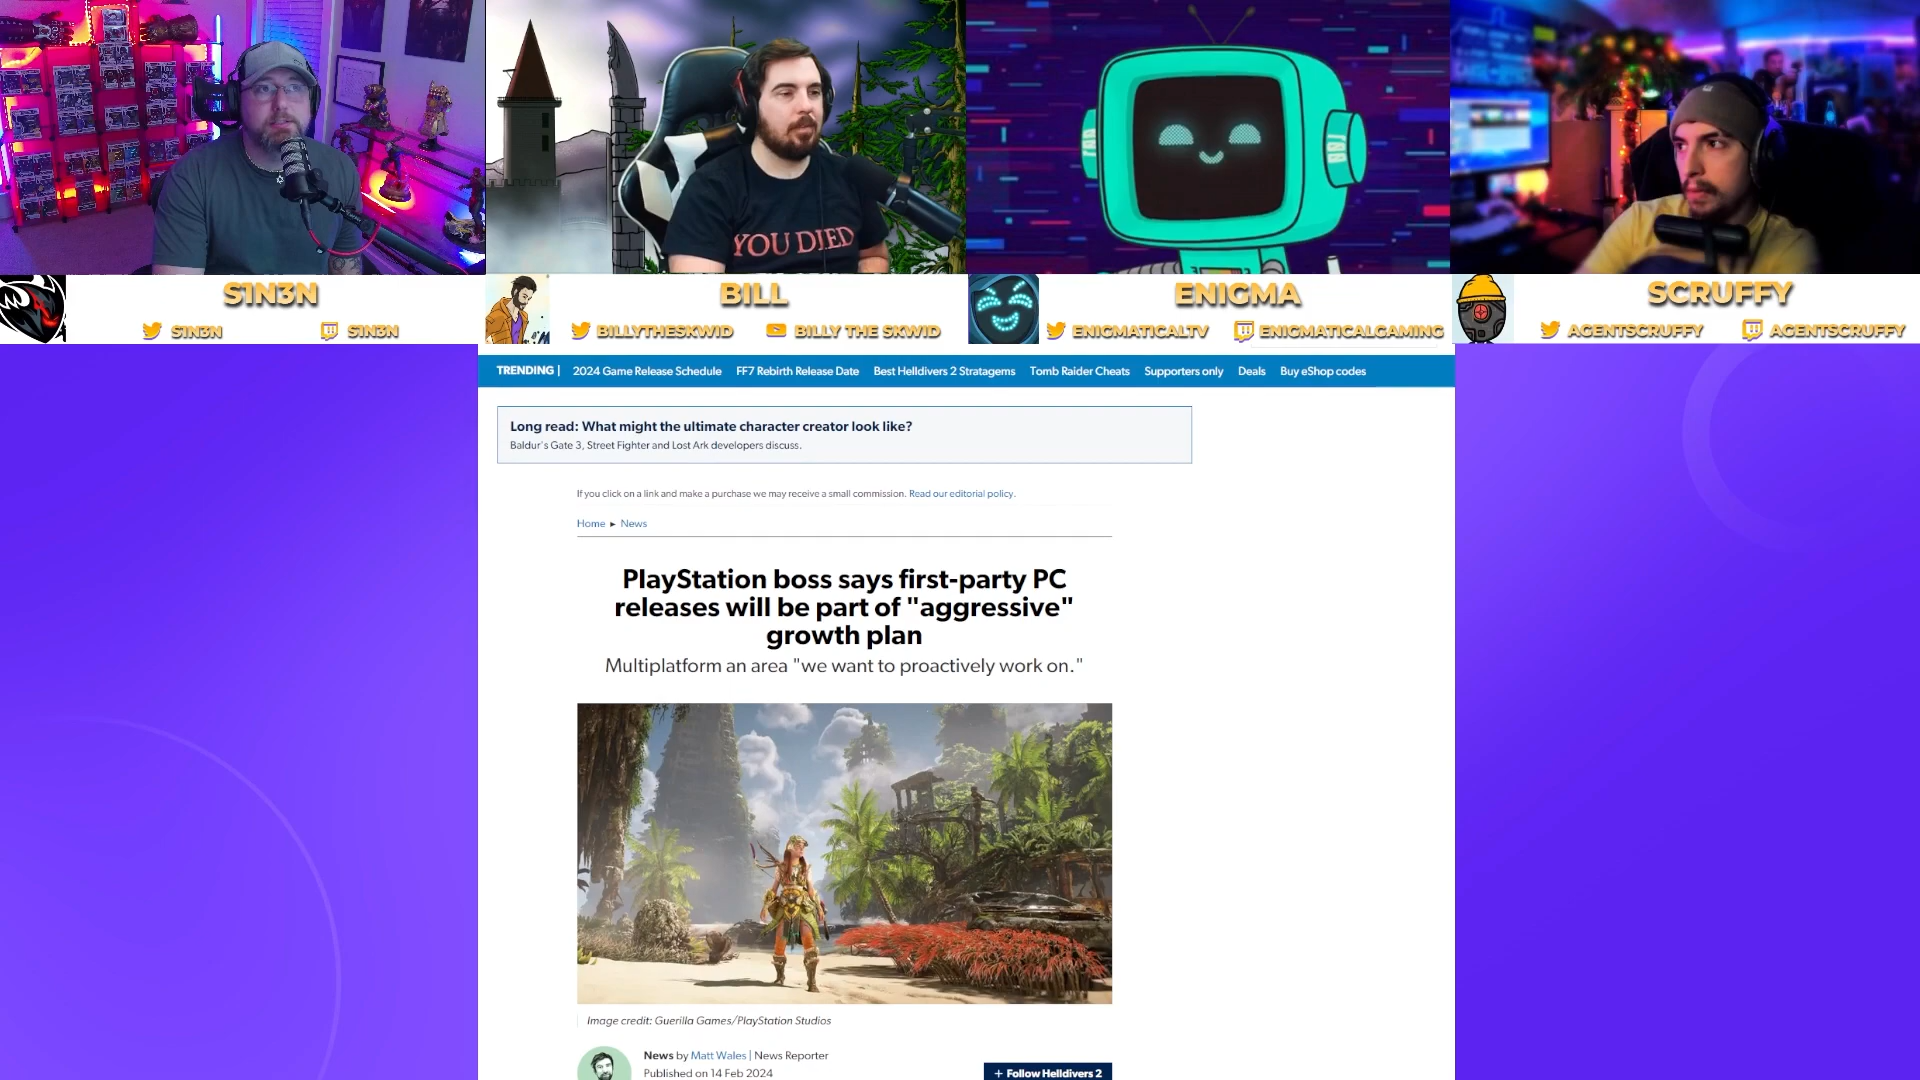 YOU DIED
S1N3N
S1N3N
S1N3N
BILL
BILLYTHESKWID
BILLY THE SKWID
ENIGMA
ENIGMATICALTV
ENIGMATICALGAMING
SCRUFFY
AGENTSCRUFFY
AGENTSCRUFFY
TRENDING | 2024 Game Release Schedule FF7 Rebirth Release Date Best Helldivers 2 Stratagems Tomb Raider Cheats Supporters only Deals Buy eShop codes
Long read: What might the ultimate character creator look like?
Baldur's Gate 3, Street Fighter and Lost Ark developers discuss.
If you click on a link and make a purchase we may receive a small commission. Read our editorial policy.
Home ▸ News
PlayStation boss says first-party PC
releases will be part of "aggressive"
growth plan
Multiplatform an area "we want to proactively work on."
Image credit: Guerilla Games/PlayStation Studios
News by Matt Wales | News Reporter
Published on 14 Feb 2024
+ Follow Helldivers 2